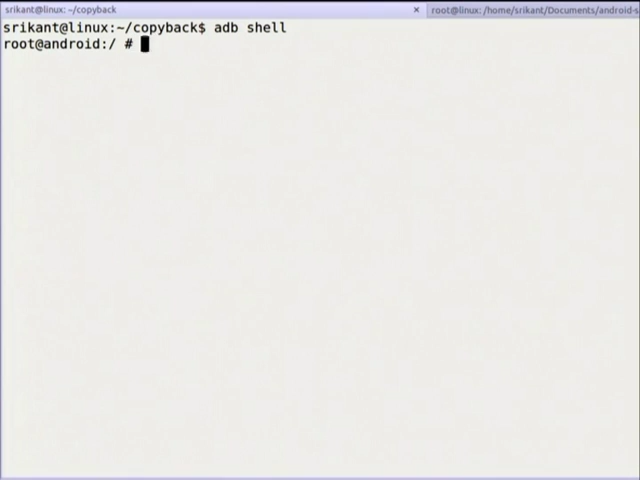 srikant@linux: ~/copyback × root@linux: /home/srikant/Documents/android-s
srikant@linux:~/copyback$ adb shell
root@android:/ #